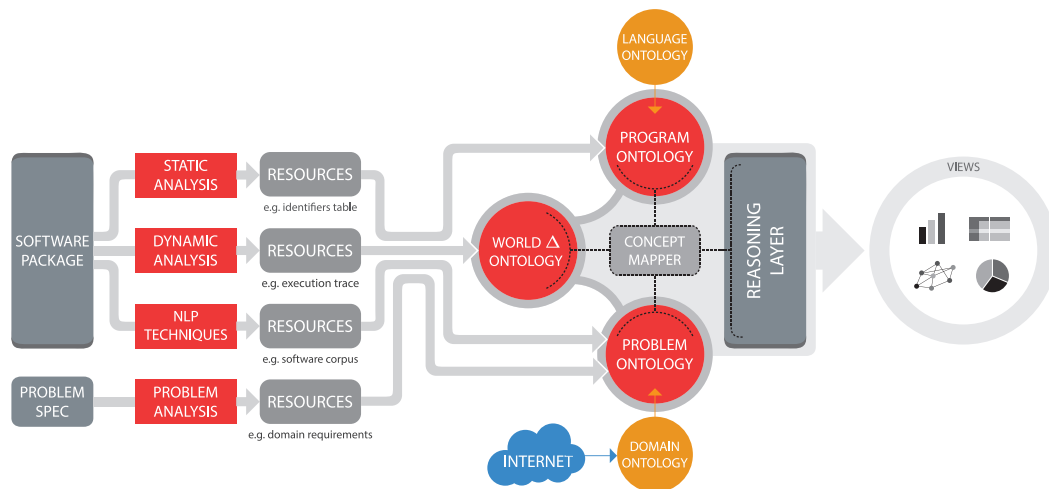 LANGUAGE
ONTOLOGY
PROGRAM
ONTOLOGY
STATIC
ANALYSIS
RESOURCES
e.g. identifiers table
VIEWS
SOFTWARE
PACKAGE
DYNAMIC
ANALYSIS
RESOURCES
e.g. execution trace
WORLD Δ
ONTOLOGY
CONCEPT
MAPPER
REASONING
LAYER
NLP
TECHNIQUES
RESOURCES
e.g. software corpus
PROBLEM
ONTOLOGY
PROBLEM
SPEC
PROBLEM
ANALYSIS
RESOURCES
e.g. domain requirements
INTERNET
DOMAIN
ONTOLOGY